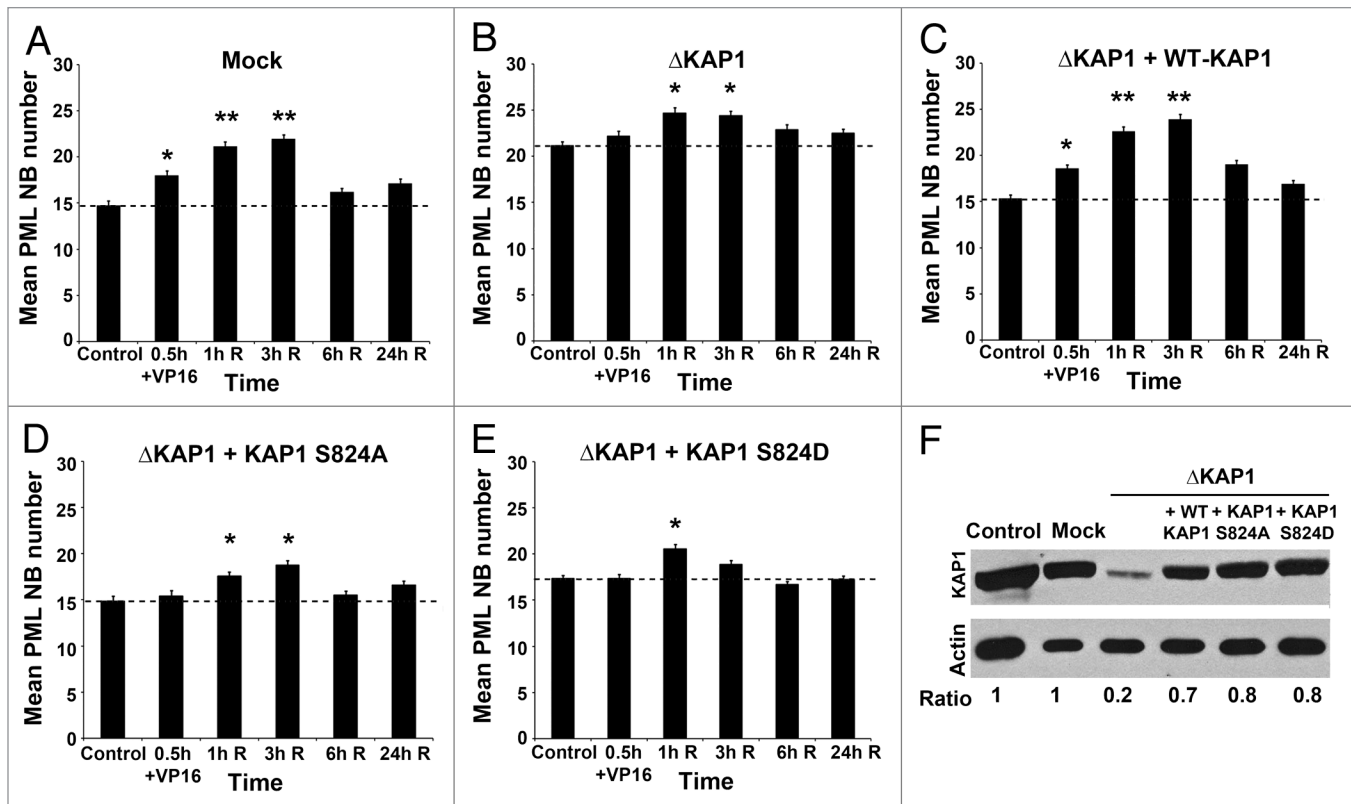 A
Mock
Mean PML NB number
30
25
20
15
10
5
0
*
**
**
Control 0.5h 1h R 3h R 6h R 24h R
+VP16 Time
B
ΔKAP1
Mean PML NB number
30
25
20
15
10
5
0
*
*
Control 0.5h 1h R 3h R 6h R 24h R
+VP16 Time
C
ΔKAP1 + WT-KAP1
Mean PML NB number
30
25
20
15
10
5
0
*
**
**
Control 0.5h 1h R 3h R 6h R 24h R
+VP16 Time
D
ΔKAP1 + KAP1 S824A
Mean PML NB number
30
25
20
15
10
5
0
*
*
Control 0.5h 1h R 3h R 6h R 24h R
+VP16 Time
E
ΔKAP1 + KAP1 S824D
Mean PML NB number
30
25
20
15
10
5
0
*
Control 0.5h 1h R 3h R 6h R 24h R
+VP16 Time
F
ΔKAP1
+ WT + KAP1 + KAP1
Control Mock KAP1 S824A S824D
KAP1
Actin
Ratio 1 1 0.2 0.7 0.8 0.8